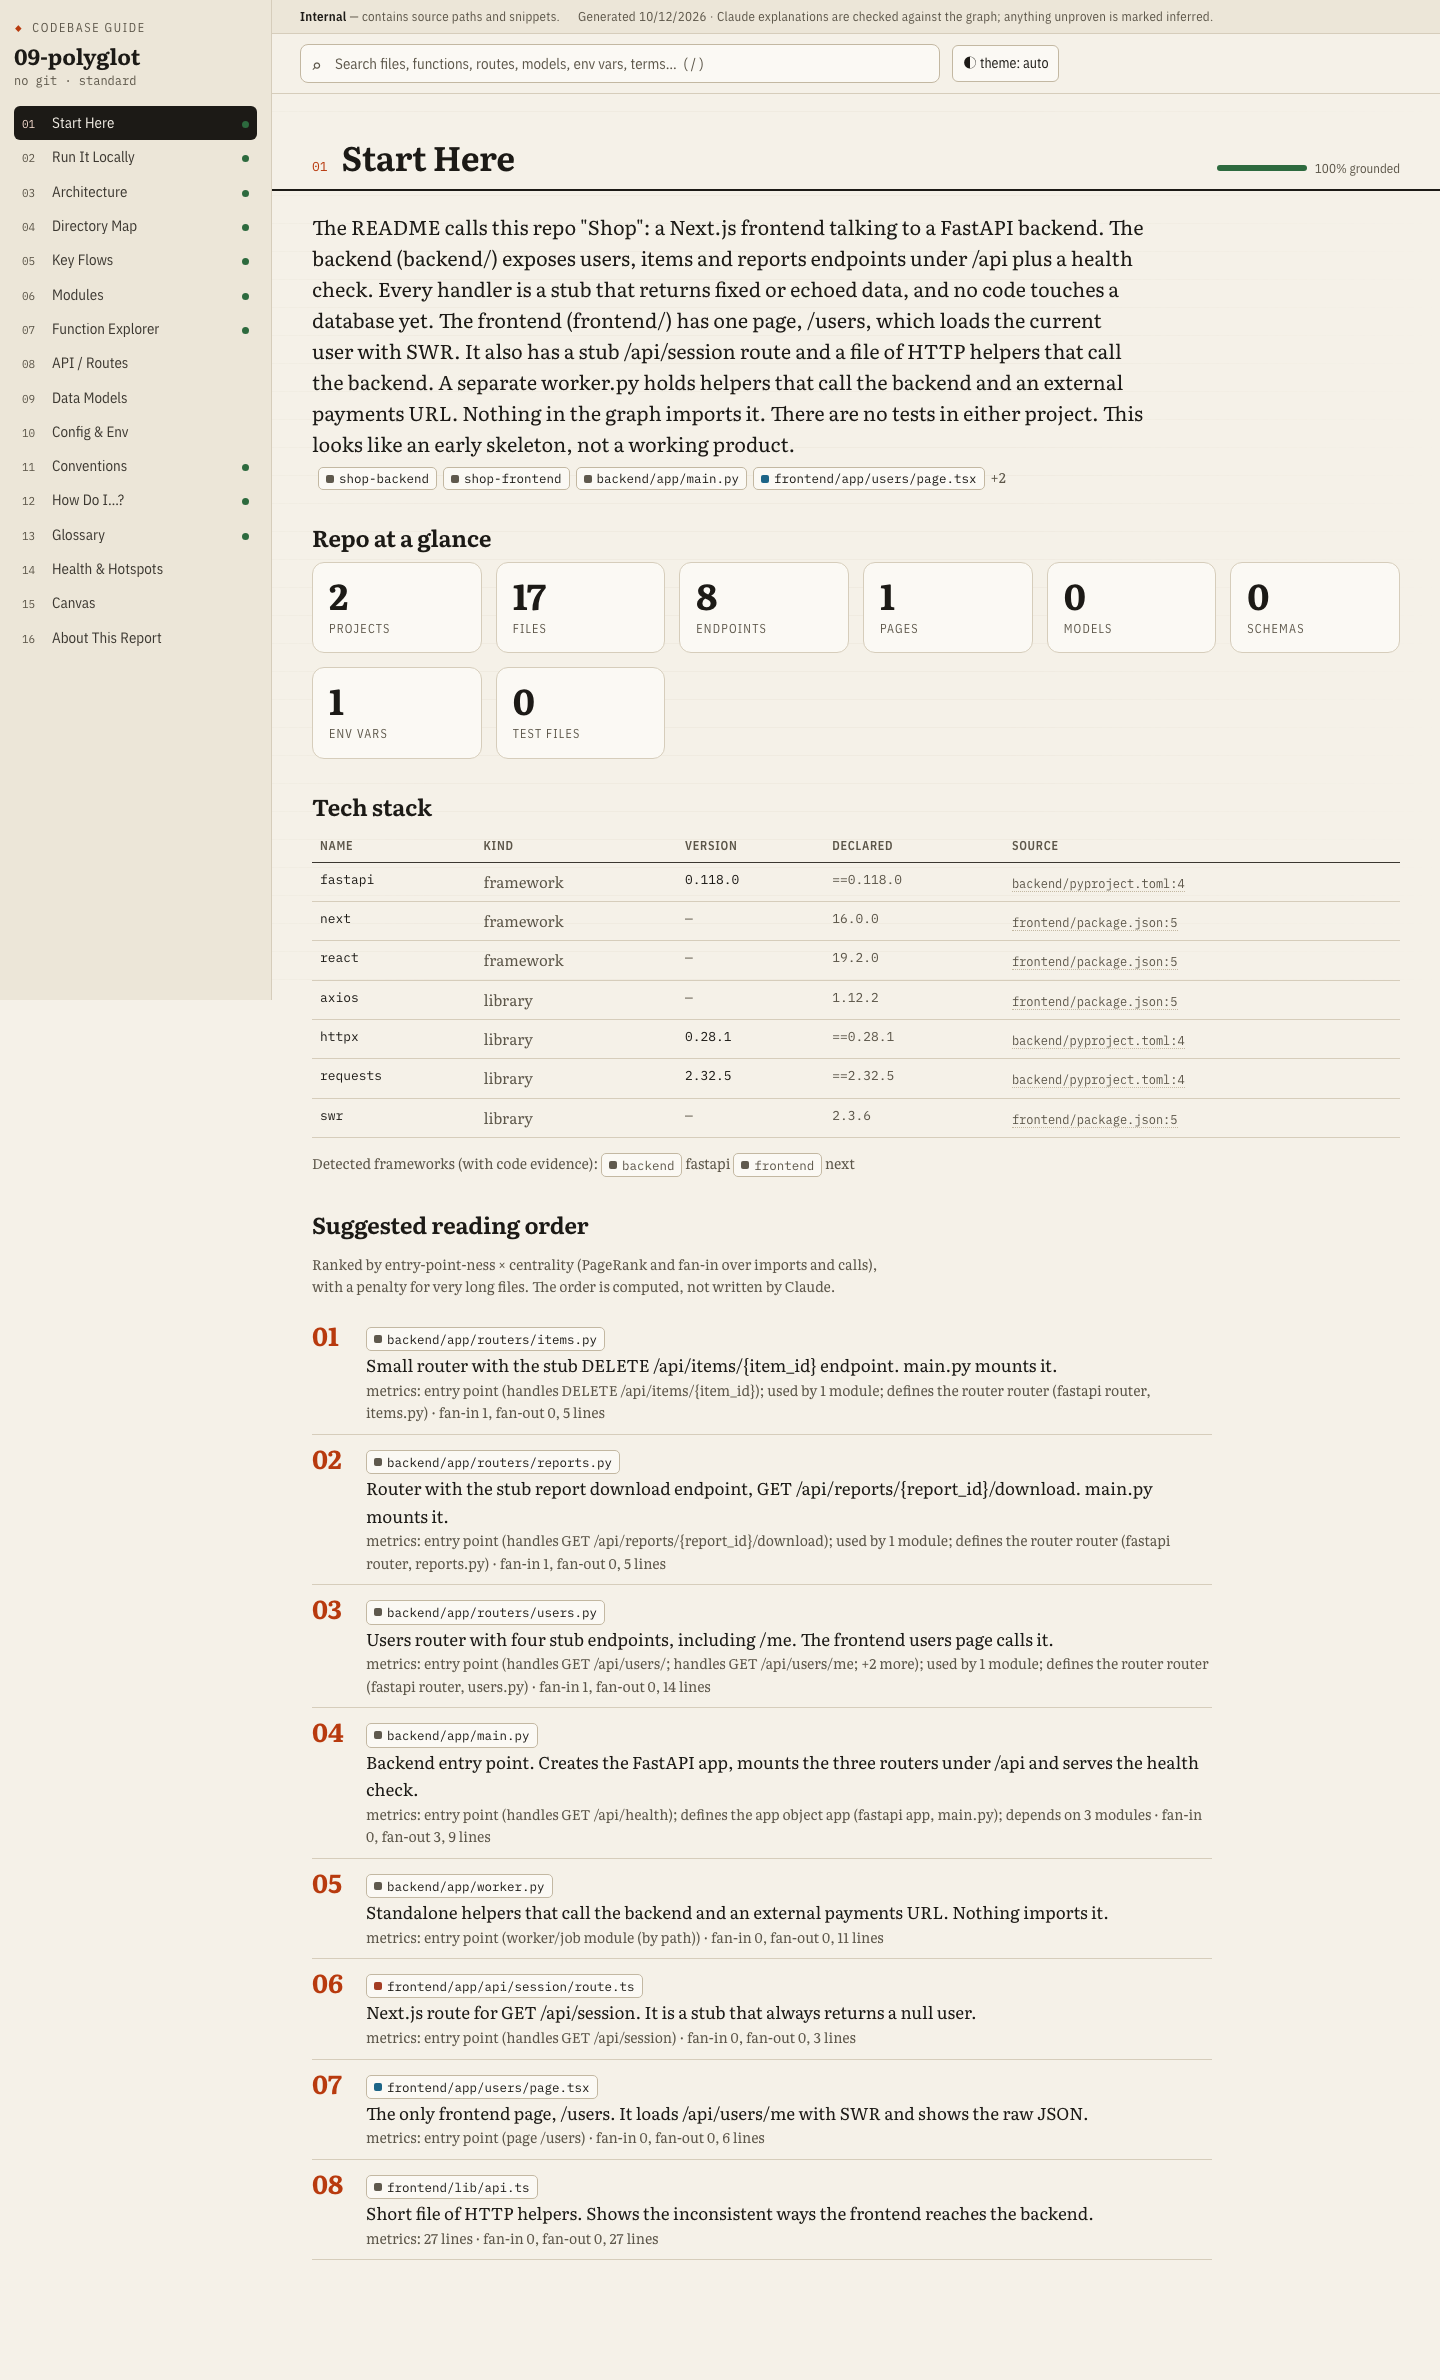 ◆ CODEBASE GUIDE
09-polyglot
no git · standard
01 Start Here
02 Run It Locally
03 Architecture
04 Directory Map
05 Key Flows
06 Modules
07 Function Explorer
08 API / Routes
09 Data Models
10 Config & Env
11 Conventions
12 How Do I…?
13 Glossary
14 Health & Hotspots
15 Canvas
16 About This Report
Internal — contains source paths and snippets. Generated 10/12/2026 · Claude explanations are checked against the graph; anything unproven is marked inferred.
Search files, functions, routes, models, env vars, terms… ( / )
theme: auto
01 Start Here
100% grounded
The README calls this repo "Shop": a Next.js frontend talking to a FastAPI backend. The
backend (backend/) exposes users, items and reports endpoints under /api plus a health
check. Every handler is a stub that returns fixed or echoed data, and no code touches a
database yet. The frontend (frontend/) has one page, /users, which loads the current
user with SWR. It also has a stub /api/session route and a file of HTTP helpers that call
the backend. A separate worker.py holds helpers that call the backend and an external
payments URL. Nothing in the graph imports it. There are no tests in either project. This
looks like an early skeleton, not a working product.
shop-backend shop-frontend backend/app/main.py frontend/app/users/page.tsx +2
Repo at a glance
2 PROJECTS
17 FILES
8 ENDPOINTS
1 PAGES
0 MODELS
0 SCHEMAS
1 ENV VARS
0 TEST FILES
Tech stack
NAME KIND VERSION DECLARED SOURCE
fastapi framework 0.118.0 ==0.118.0 backend/pyproject.toml:4
next framework — 16.0.0 frontend/package.json:5
react framework — 19.2.0 frontend/package.json:5
axios library — 1.12.2 frontend/package.json:5
httpx library 0.28.1 ==0.28.1 backend/pyproject.toml:4
requests library 2.32.5 ==2.32.5 backend/pyproject.toml:4
swr library — 2.3.6 frontend/package.json:5
Detected frameworks (with code evidence): backend fastapi frontend next
Suggested reading order
Ranked by entry-point-ness × centrality (PageRank and fan-in over imports and calls),
with a penalty for very long files. The order is computed, not written by Claude.
01 backend/app/routers/items.py
Small router with the stub DELETE /api/items/{item_id} endpoint. main.py mounts it.
metrics: entry point (handles DELETE /api/items/{item_id}); used by 1 module; defines the router router (fastapi router,
items.py) · fan-in 1, fan-out 0, 5 lines
02 backend/app/routers/reports.py
Router with the stub report download endpoint, GET /api/reports/{report_id}/download. main.py
mounts it.
metrics: entry point (handles GET /api/reports/{report_id}/download); used by 1 module; defines the router router (fastapi
router, reports.py) · fan-in 1, fan-out 0, 5 lines
03 backend/app/routers/users.py
Users router with four stub endpoints, including /me. The frontend users page calls it.
metrics: entry point (handles GET /api/users/; handles GET /api/users/me; +2 more); used by 1 module; defines the router router
(fastapi router, users.py) · fan-in 1, fan-out 0, 14 lines
04 backend/app/main.py
Backend entry point. Creates the FastAPI app, mounts the three routers under /api and serves the health
check.
metrics: entry point (handles GET /api/health); defines the app object app (fastapi app, main.py); depends on 3 modules · fan-in
0, fan-out 3, 9 lines
05 backend/app/worker.py
Standalone helpers that call the backend and an external payments URL. Nothing imports it.
metrics: entry point (worker/job module (by path)) · fan-in 0, fan-out 0, 11 lines
06 frontend/app/api/session/route.ts
Next.js route for GET /api/session. It is a stub that always returns a null user.
metrics: entry point (handles GET /api/session) · fan-in 0, fan-out 0, 3 lines
07 frontend/app/users/page.tsx
The only frontend page, /users. It loads /api/users/me with SWR and shows the raw JSON.
metrics: entry point (page /users) · fan-in 0, fan-out 0, 6 lines
08 frontend/lib/api.ts
Short file of HTTP helpers. Shows the inconsistent ways the frontend reaches the backend.
metrics: 27 lines · fan-in 0, fan-out 0, 27 lines